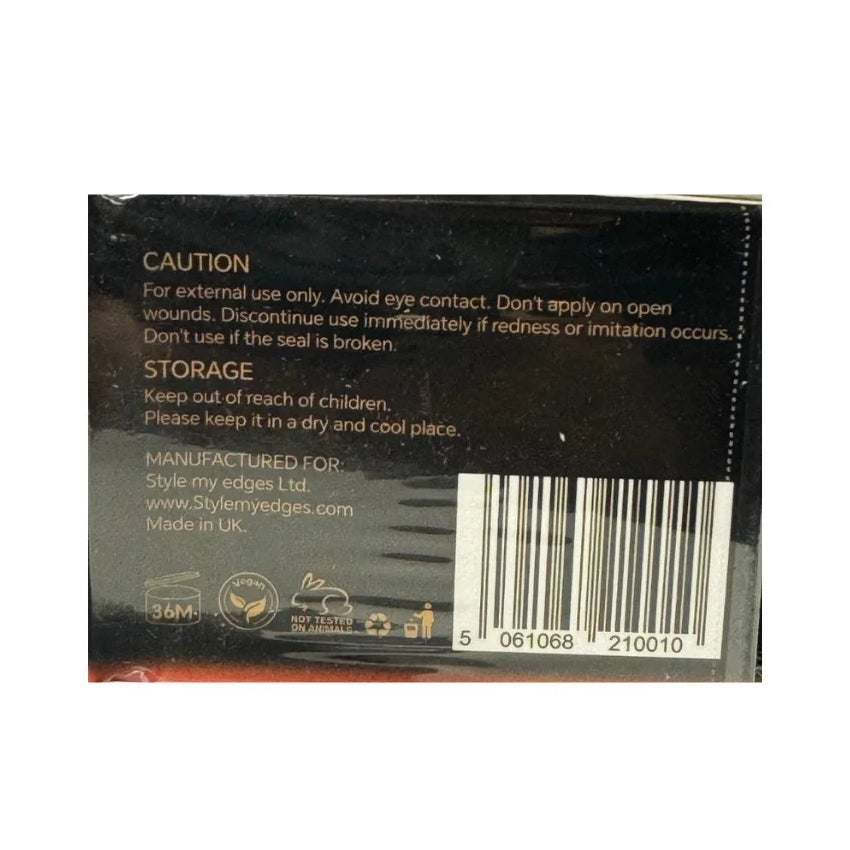 CAUTION
For external use only. Avoid eye contact. Don't apply on open
wounds. Discontinue use immediately if redness or imitation occurs.
Don't use if the seal is broken.
STORAGE
Keep out of reach of children.
Please keep it in a dry and cool place.
MANUFACTURED FOR:
Style my edges Ltd.
www.Stylemyedges.com
Made in UK.
36M
Vegan
NOT TESTED
ON ANIMALS
5 061068 210010